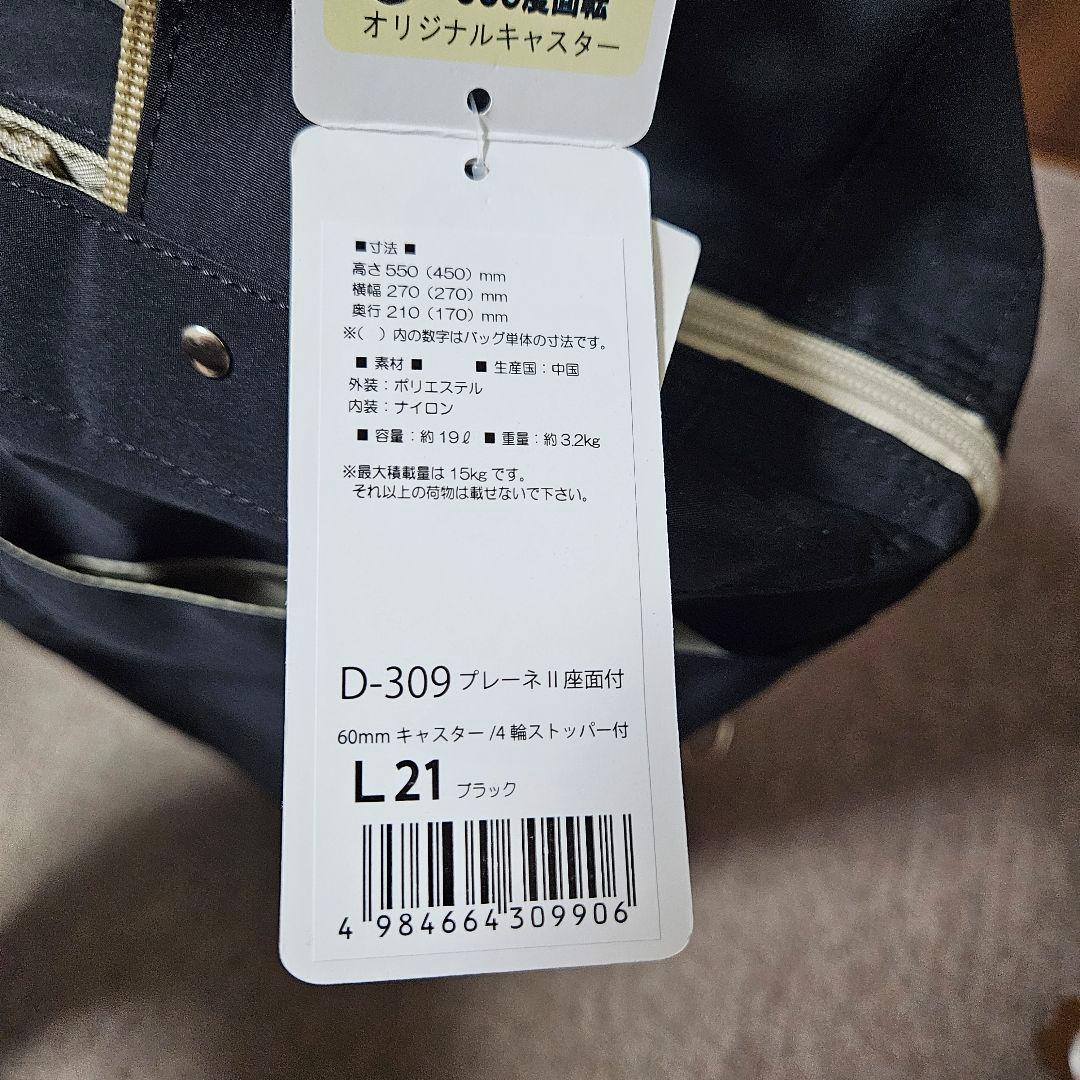 オリジナルキャスター
■寸法■
高さ 550（450）mm
横幅 270（270）mm
奥行 210（170）mm
※（　）内の数字はバッグ単体の寸法です。
■ 素材 ■　■ 生産国：中国
外装：ポリエステル
内装：ナイロン
■ 容量：約19ℓ ■ 重量：約3.2kg
※最大積載量は 15kg です。
それ以上の荷物は載せないで下さい。
D-309 プレーネⅡ座面付
60mm キャスター /4 輪ストッパー付
L 21 ブラック
4 984664 309906